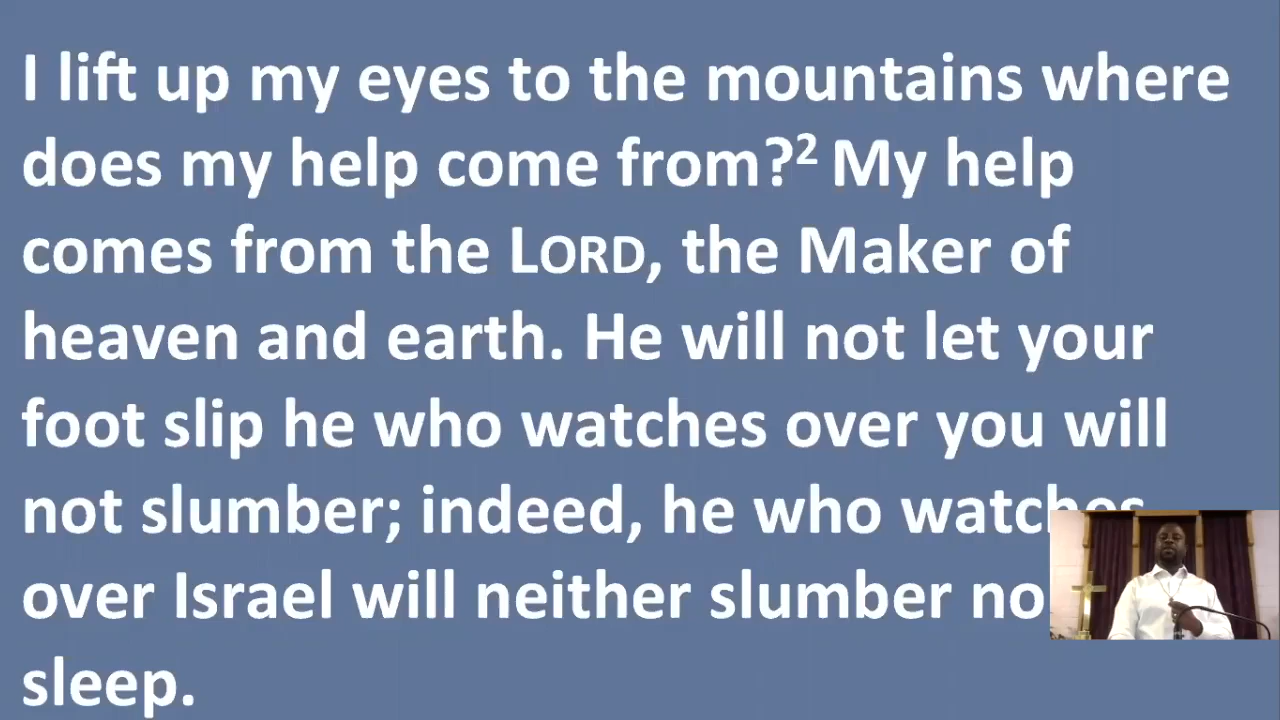 I lift up my eyes to the mountains where
does my help come from?² My help
comes from the LORD, the Maker of
heaven and earth. He will not let your
foot slip he who watches over you will
not slumber; indeed, he who watches
over Israel will neither slumber no
sleep.